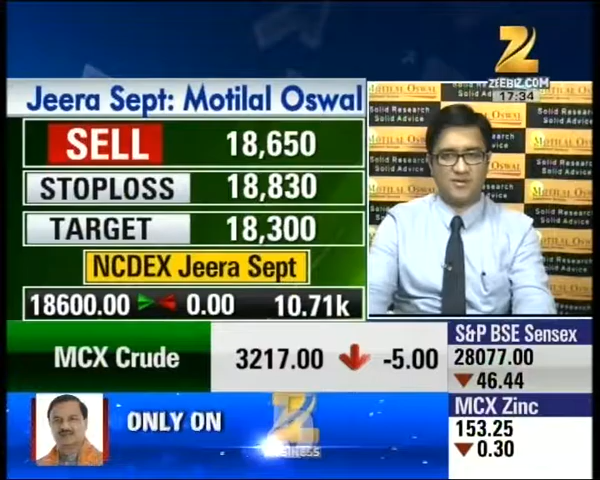 ZEEBIZ.COM
17:34
Jeera Sept: Motilal Oswal
SELL 18,650
STOPLOSS 18,830
TARGET 18,300
NCDEX Jeera Sept
18600.00 0.00 10.71k
MOTILAL OSWAL
Solid Research
Solid Advice
MCX Crude 3217.00 -5.00
S&P BSE Sensex
28077.00
46.44
MCX Zinc
153.25
0.30
ONLY ON
BUSINESS